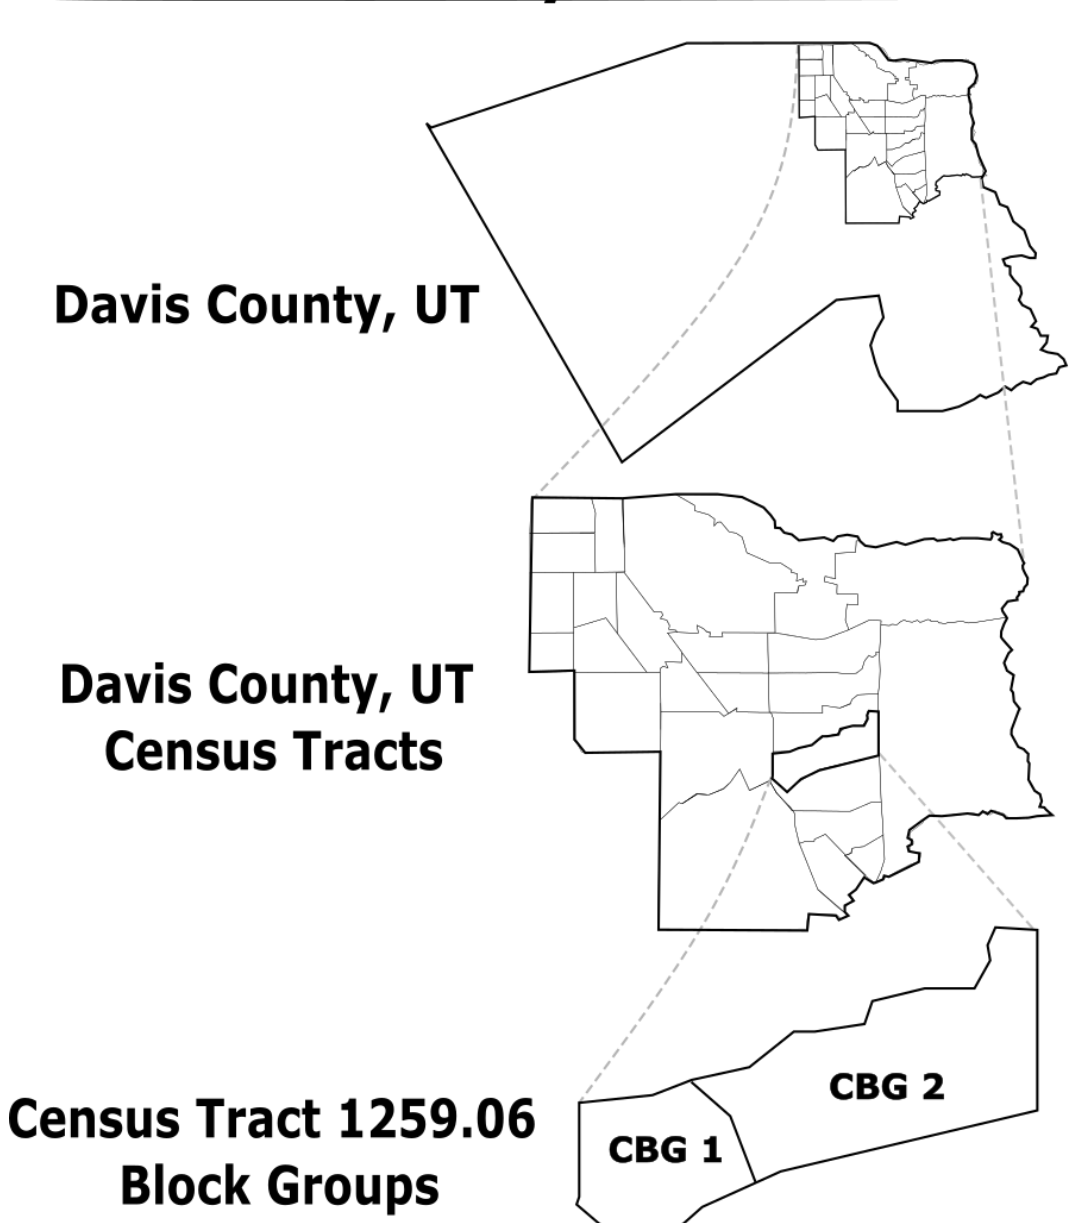 Davis County, UT
Davis County, UT
Census Tracts
CBG 2
Census Tract 1259.06
CBG 1
Block Groups